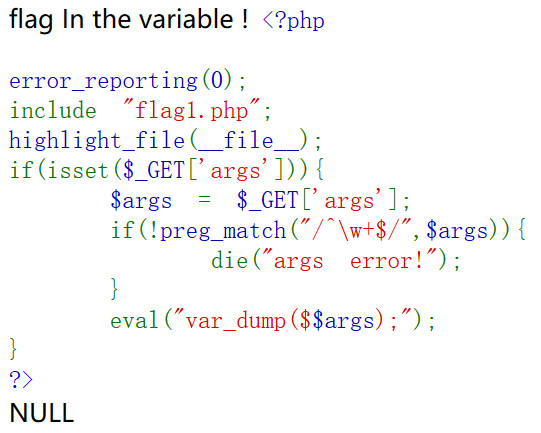 flag In the variable ! <?php
error_reporting(0);
include "flag1.php";
highlight_file(__file__);
if(isset($_GET['args'])){
$args = $_GET['args'];
if(!preg_match("/^\w+$/",$args)){
die("args error!");
}
eval("var_dump($$args);");
}
?>
NULL